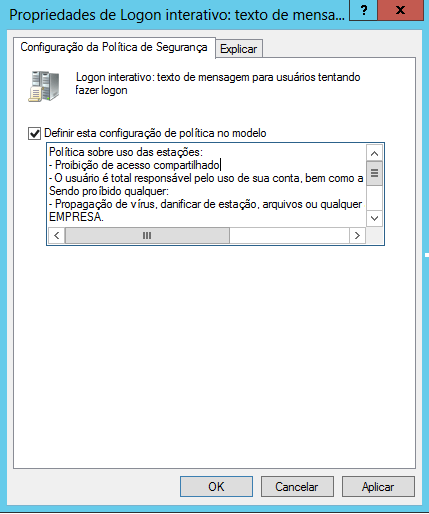 Propriedades de Logon interativo: texto de mensa...
? x
Configuração da Política de Segurança Explicar
Logon interativo: texto de mensagem para usuários tentando
fazer logon
Definir esta configuração de política no modelo
Política sobre uso das estações:
- Proibição de acesso compartilhado
- O usuário é total responsável pelo uso de sua conta, bem como a
Sendo proíbido qualquer:
- Propagação de vírus, danificar de estação, arquivos ou qualquer
EMPRESA.
OK Cancelar Aplicar